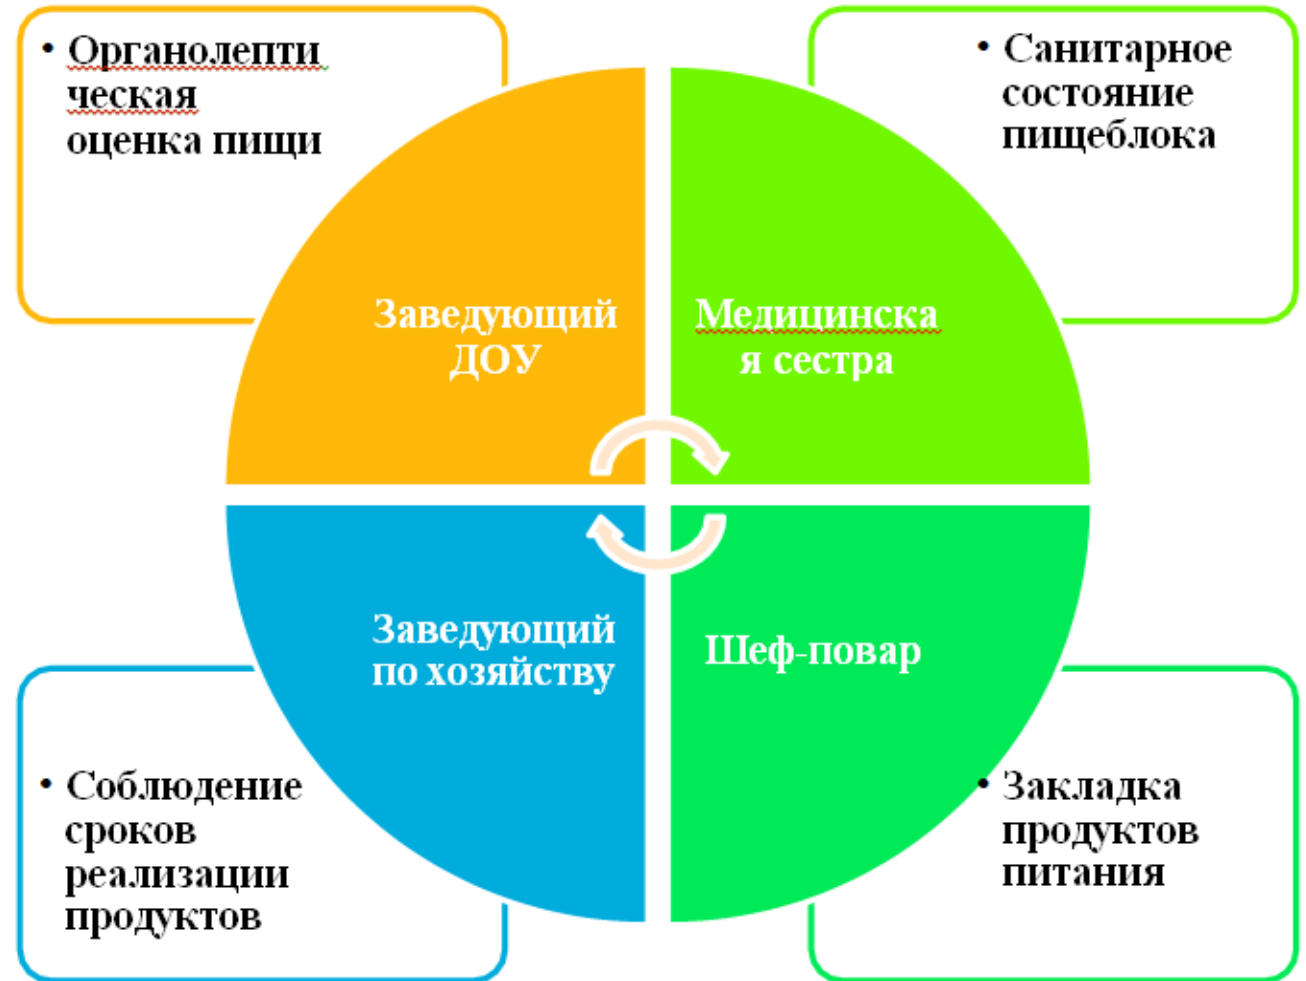 • Органолепти
ческая
оценка пищи
• Санитарное
состояние
пищеблока
Заведующий
ДОУ
Медицинска
я сестра
Заведующий
по хозяйству
Шеф-повар
• Соблюдение
сроков
реализации
продуктов
• Закладка
продуктов
питания